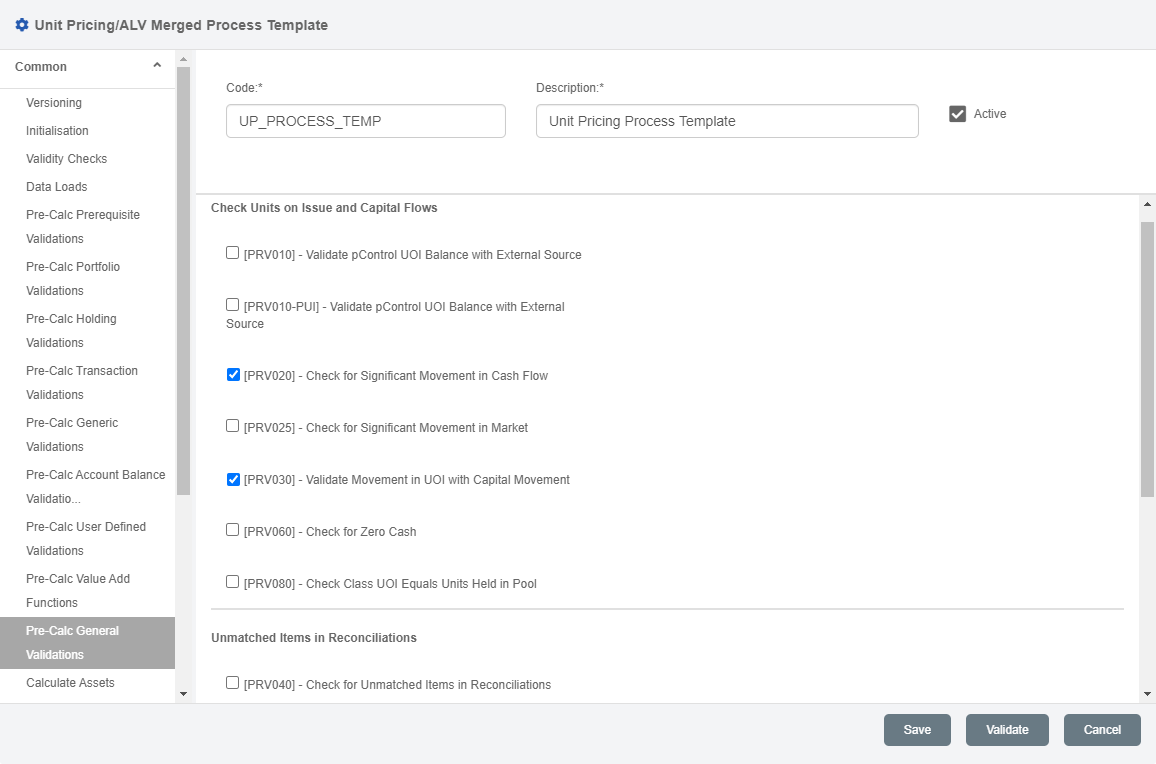 Unit Pricing/ALV Merged Process Template
Common
Versioning
Initialisation
Validity Checks
Data Loads
Pre-Calc Prerequisite
Validations
Pre-Calc Portfolio
Validations
Pre-Calc Holding
Validations
Pre-Calc Transaction
Validations
Pre-Calc Generic
Validations
Pre-Calc Account Balance
Validatio...
Pre-Calc User Defined
Validations
Pre-Calc Value Add
Functions
Pre-Calc General
Validations
Calculate Assets
Code:*
UP_PROCESS_TEMP
Description:*
Unit Pricing Process Template
Active
Check Units on Issue and Capital Flows
[PRV010] - Validate pControl UOI Balance with External Source
[PRV010-PUI] - Validate pControl UOI Balance with External
Source
[PRV020] - Check for Significant Movement in Cash Flow
[PRV025] - Check for Significant Movement in Market
[PRV030] - Validate Movement in UOI with Capital Movement
[PRV060] - Check for Zero Cash
[PRV080] - Check Class UOI Equals Units Held in Pool
Unmatched Items in Reconciliations
[PRV040] - Check for Unmatched Items in Reconciliations
Save
Validate
Cancel